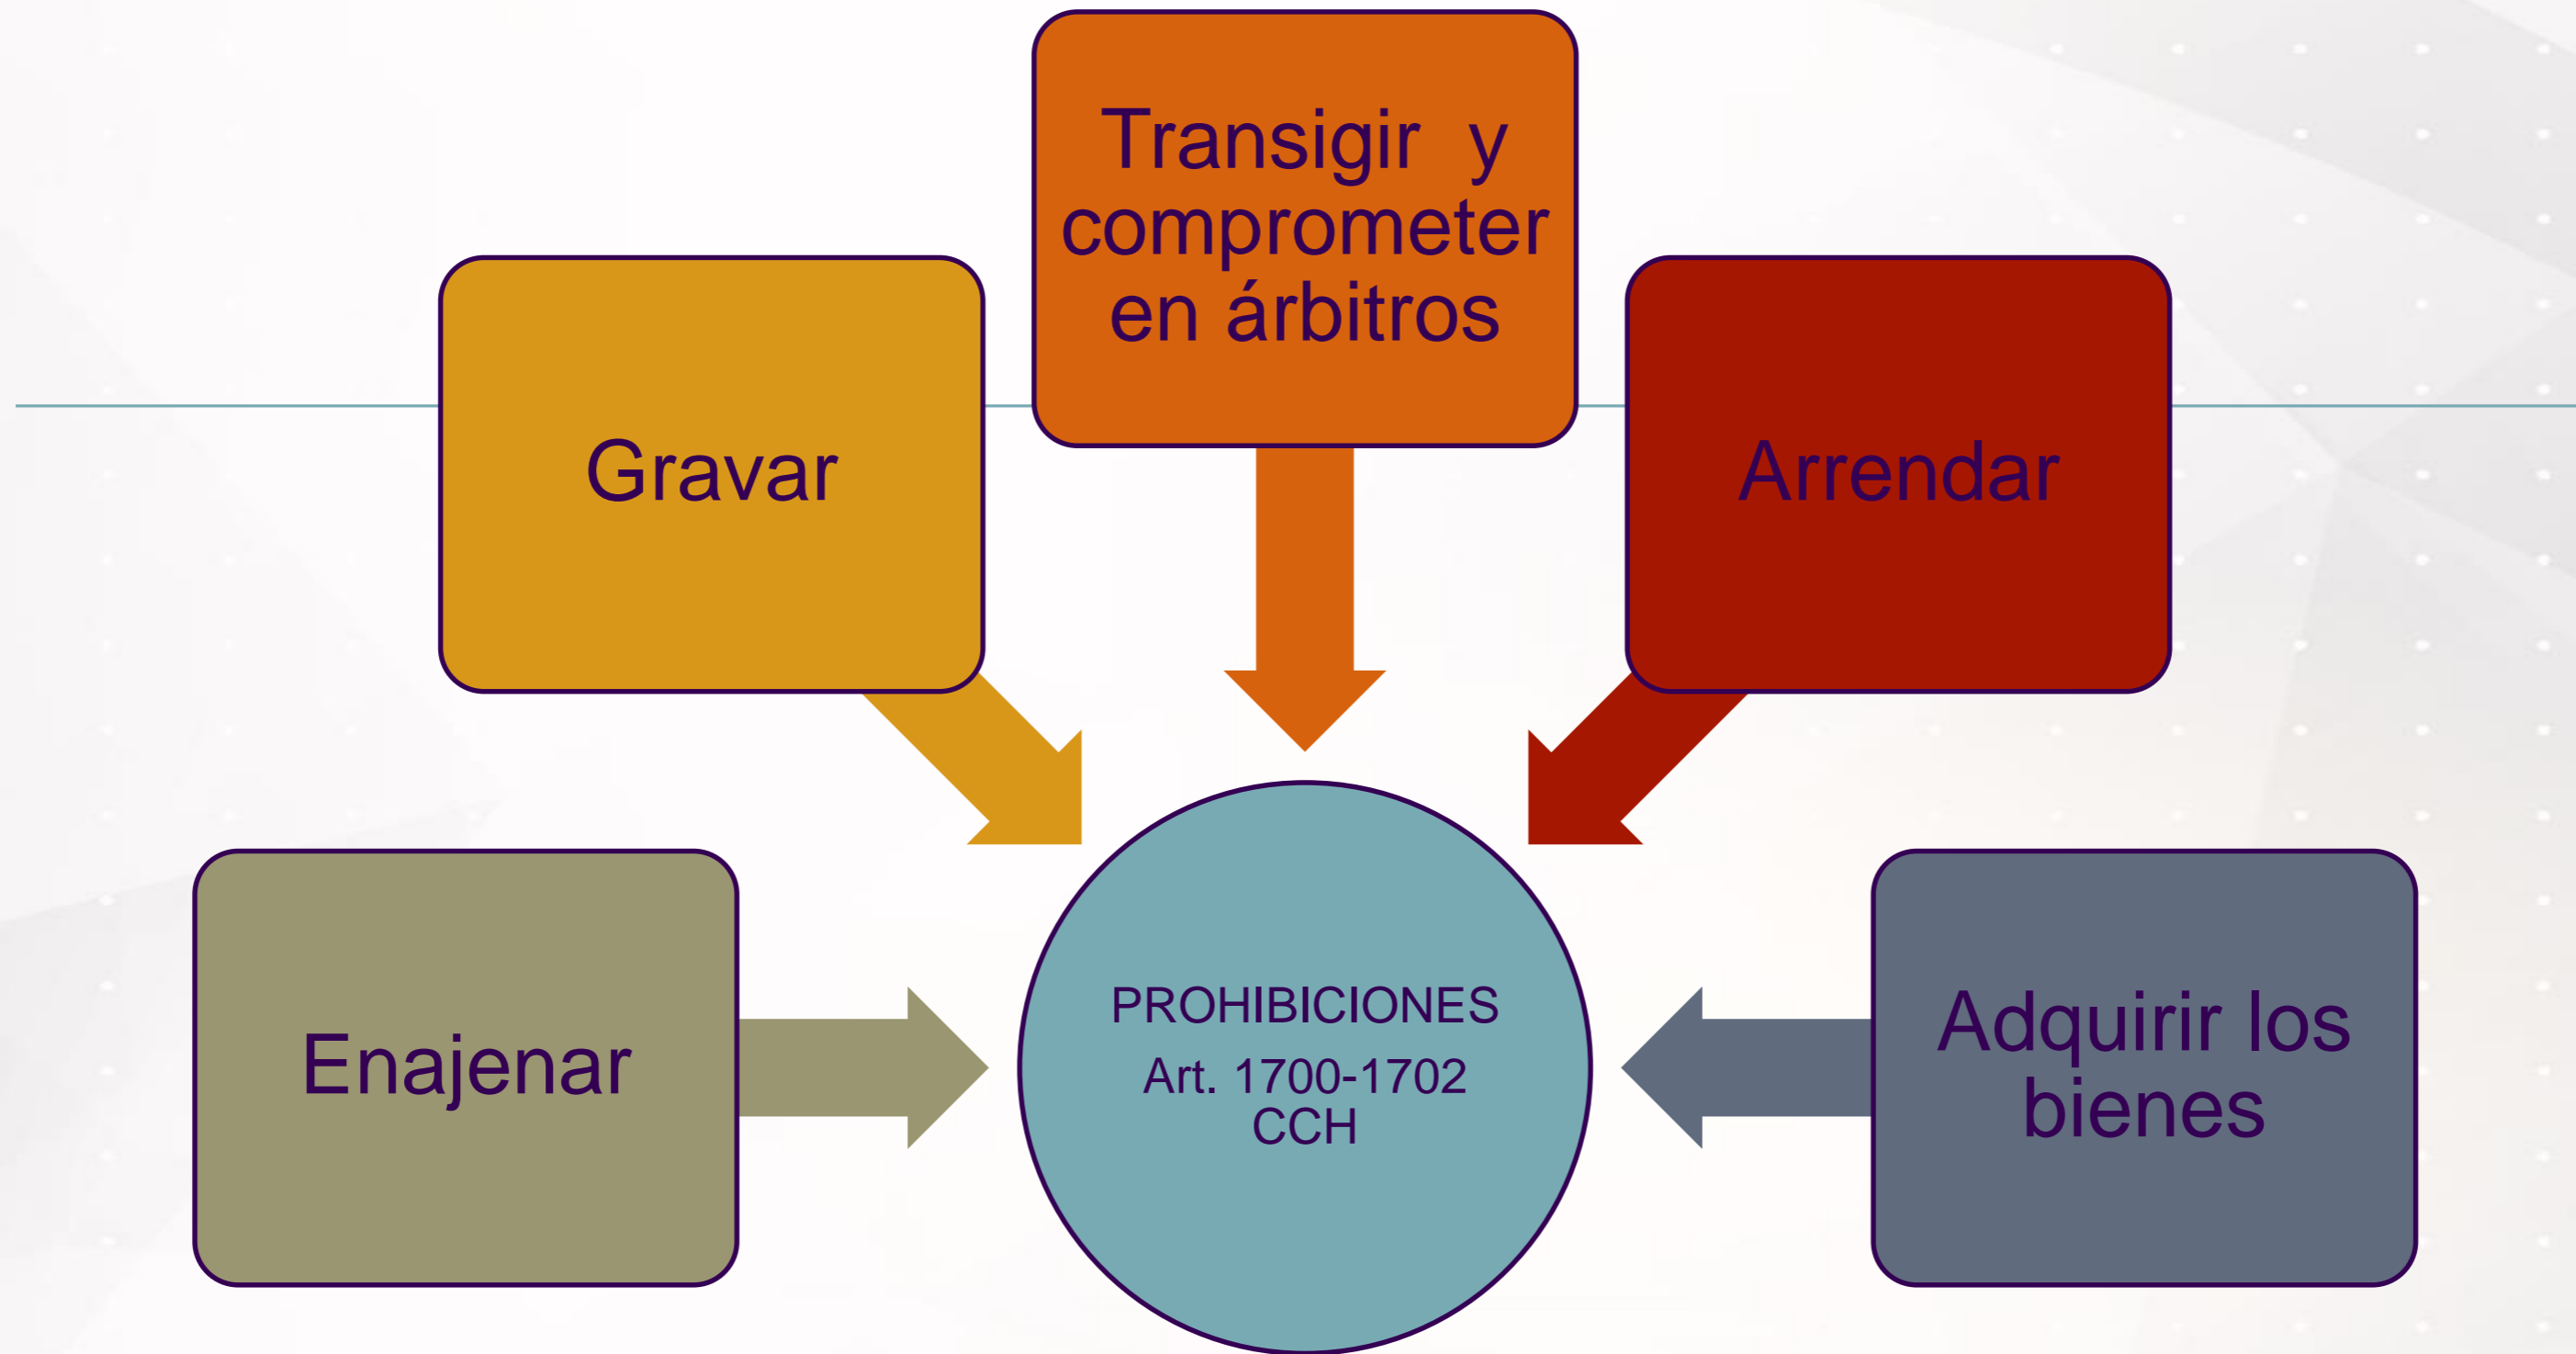 Transigir y
comprometer
en árbitros
Gravar
Arrendar
Enajenar
PROHIBICIONES
Art. 1700-1702
CCH
Adquirir los
bienes